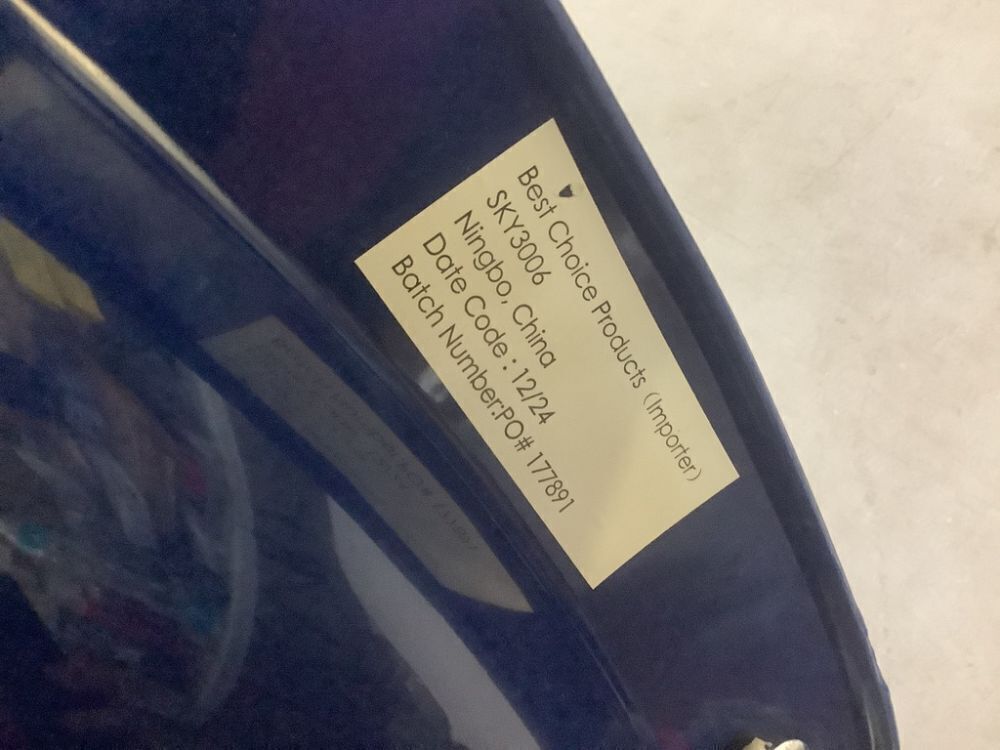 Best Choice Products (Importer)
SKY3006
Ningbo, China
Date Code : 12/24
Batch Number:PO# 177891